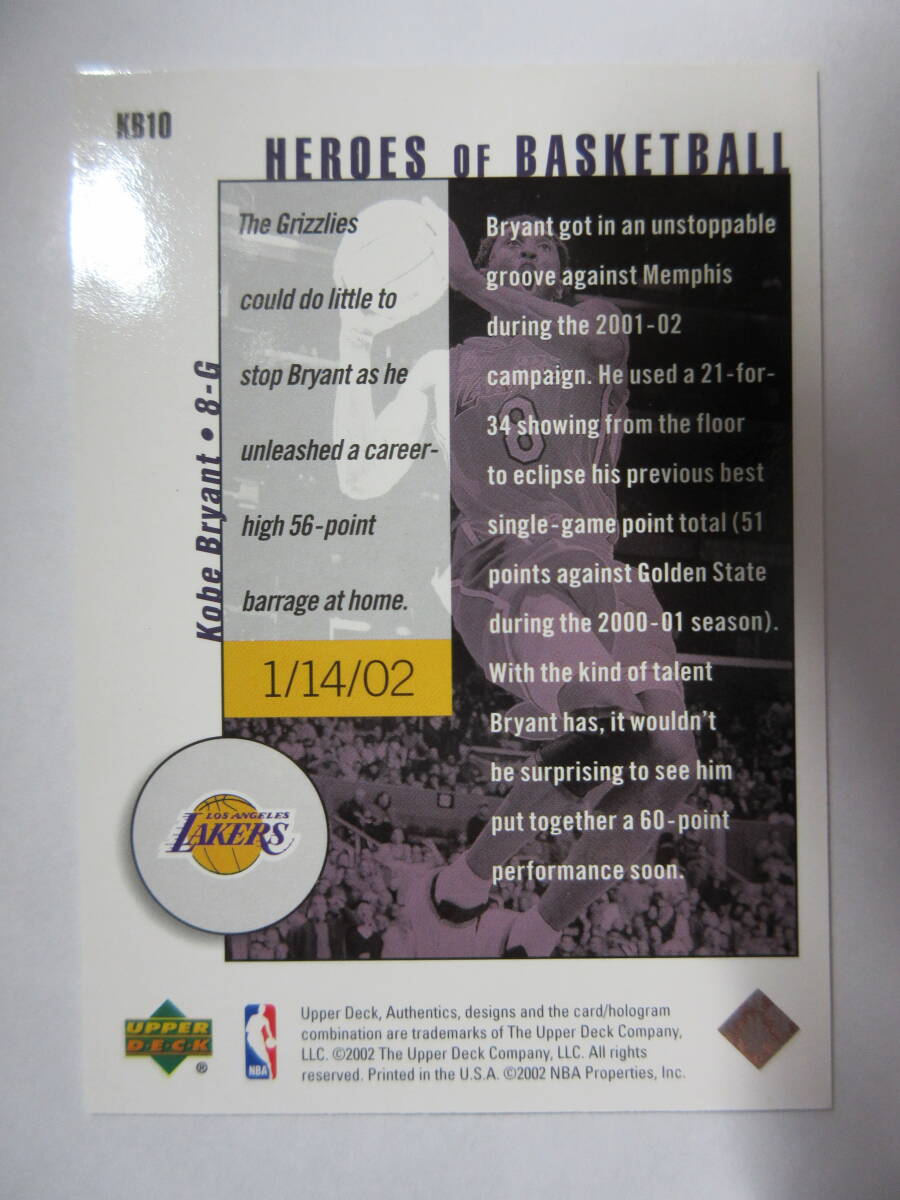 KB10
HEROES OF BASKETBALL
Kobe Bryant • 8-G
The Grizzlies
could do little to
stop Bryant as he
unleashed a career-
high 56-point
barrage at home.
1/14/02
Bryant got in an unstoppable
groove against Memphis
during the 2001-02
campaign. He used a 21-for-
34 showing from the floor
to eclipse his previous best
single-game point total (51
points against Golden State
during the 2000-01 season).
With the kind of talent
Bryant has, it wouldn't
be surprising to see him
put together a 60-point
performance soon.
8
LOS ANGELES
LAKERS
UPPER
DECK
®
NBA
Upper Deck, Authentics, designs and the card/hologram
combination are trademarks of The Upper Deck Company,
LLC. ©2002 The Upper Deck Company, LLC. All rights
reserved. Printed in the U.S.A. ©2002 NBA Properties, Inc.